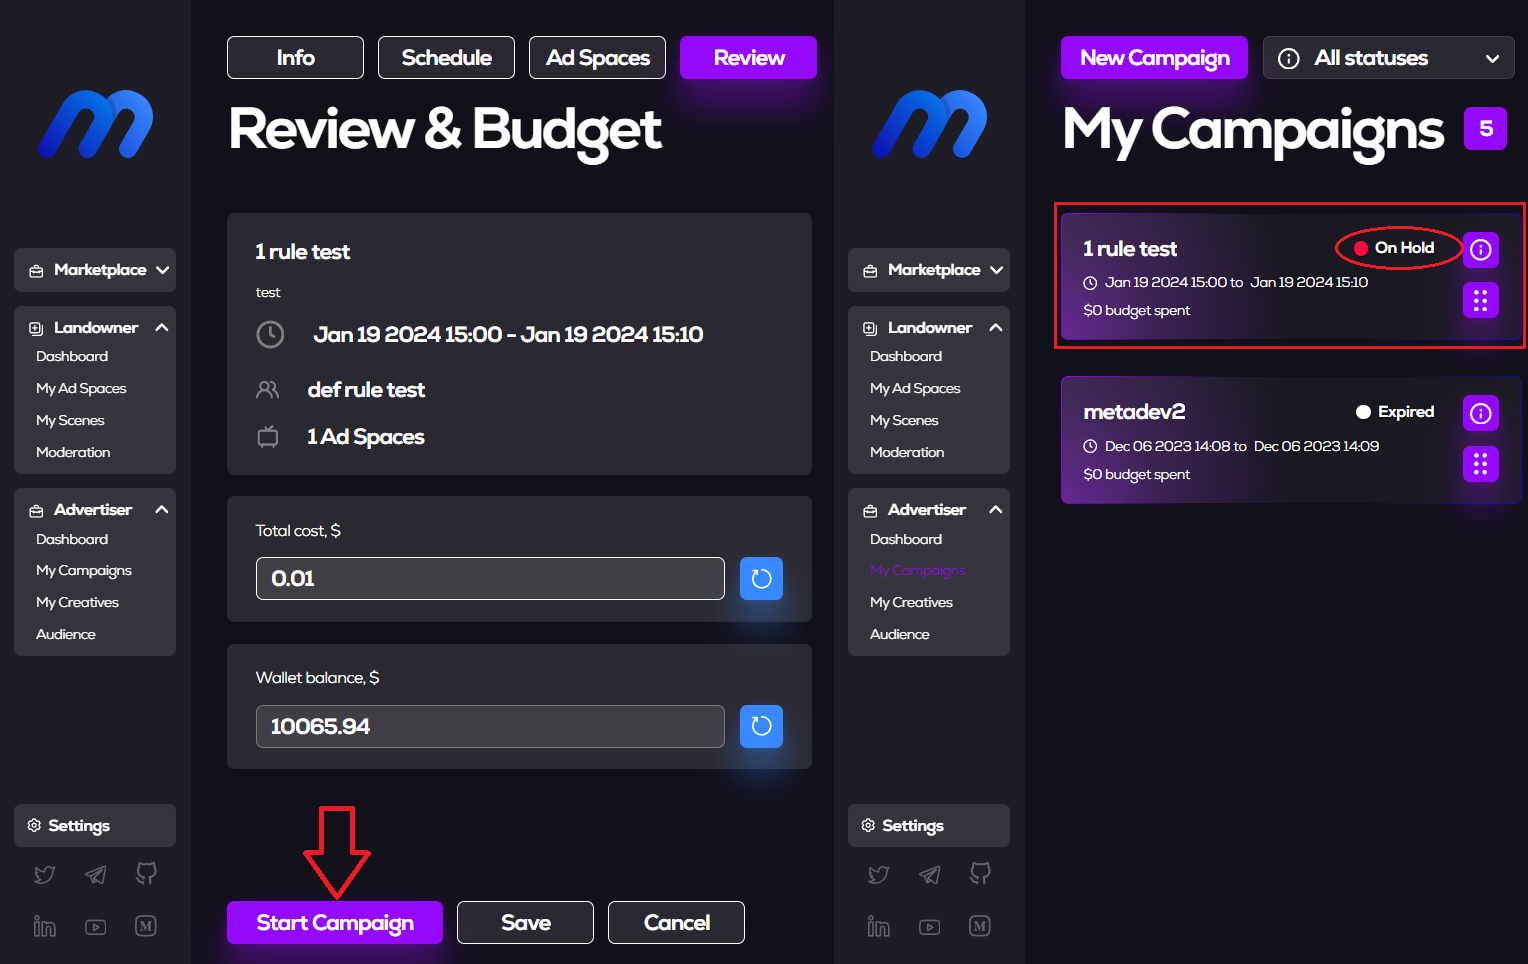 Info
Schedule
Ad Spaces
Review
Review & Budget
Marketplace
Landowner
Dashboard
My Ad Spaces
My Scenes
Moderation
Advertiser
Dashboard
My Campaigns
My Creatives
Audience
Settings
1 rule test
test
Jan 19 2024 15:00 - Jan 19 2024 15:10
def rule test
1 Ad Spaces
Total cost, $
0.01
Wallet balance, $
10065.94
Start Campaign
Save
Cancel
New Campaign
All statuses
My Campaigns
5
Marketplace
Landowner
Dashboard
My Ad Spaces
My Scenes
Moderation
Advertiser
Dashboard
My Campaigns
My Creatives
Audience
Settings
1 rule test
On Hold
Jan 19 2024 15:00 to Jan 19 2024 15:10
$0 budget spent
metadev2
Expired
Dec 06 2023 14:08 to Dec 06 2023 14:09
$0 budget spent